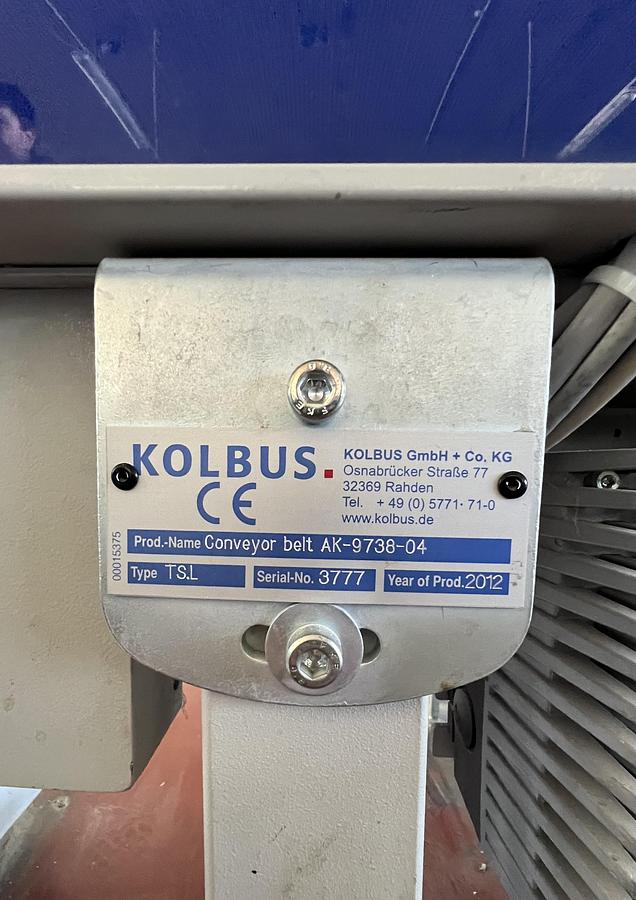 KOLBUS.
CE
KOLBUS GmbH + Co. KG
Osnabrücker Straße 77
32369 Rahden
Tel. + 49 (0) 5771· 71-0
www.kolbus.de
00015375
Prod.-Name Conveyor belt AK-9738-04
Type TS.L Serial-No. 3777 Year of Prod. 2012